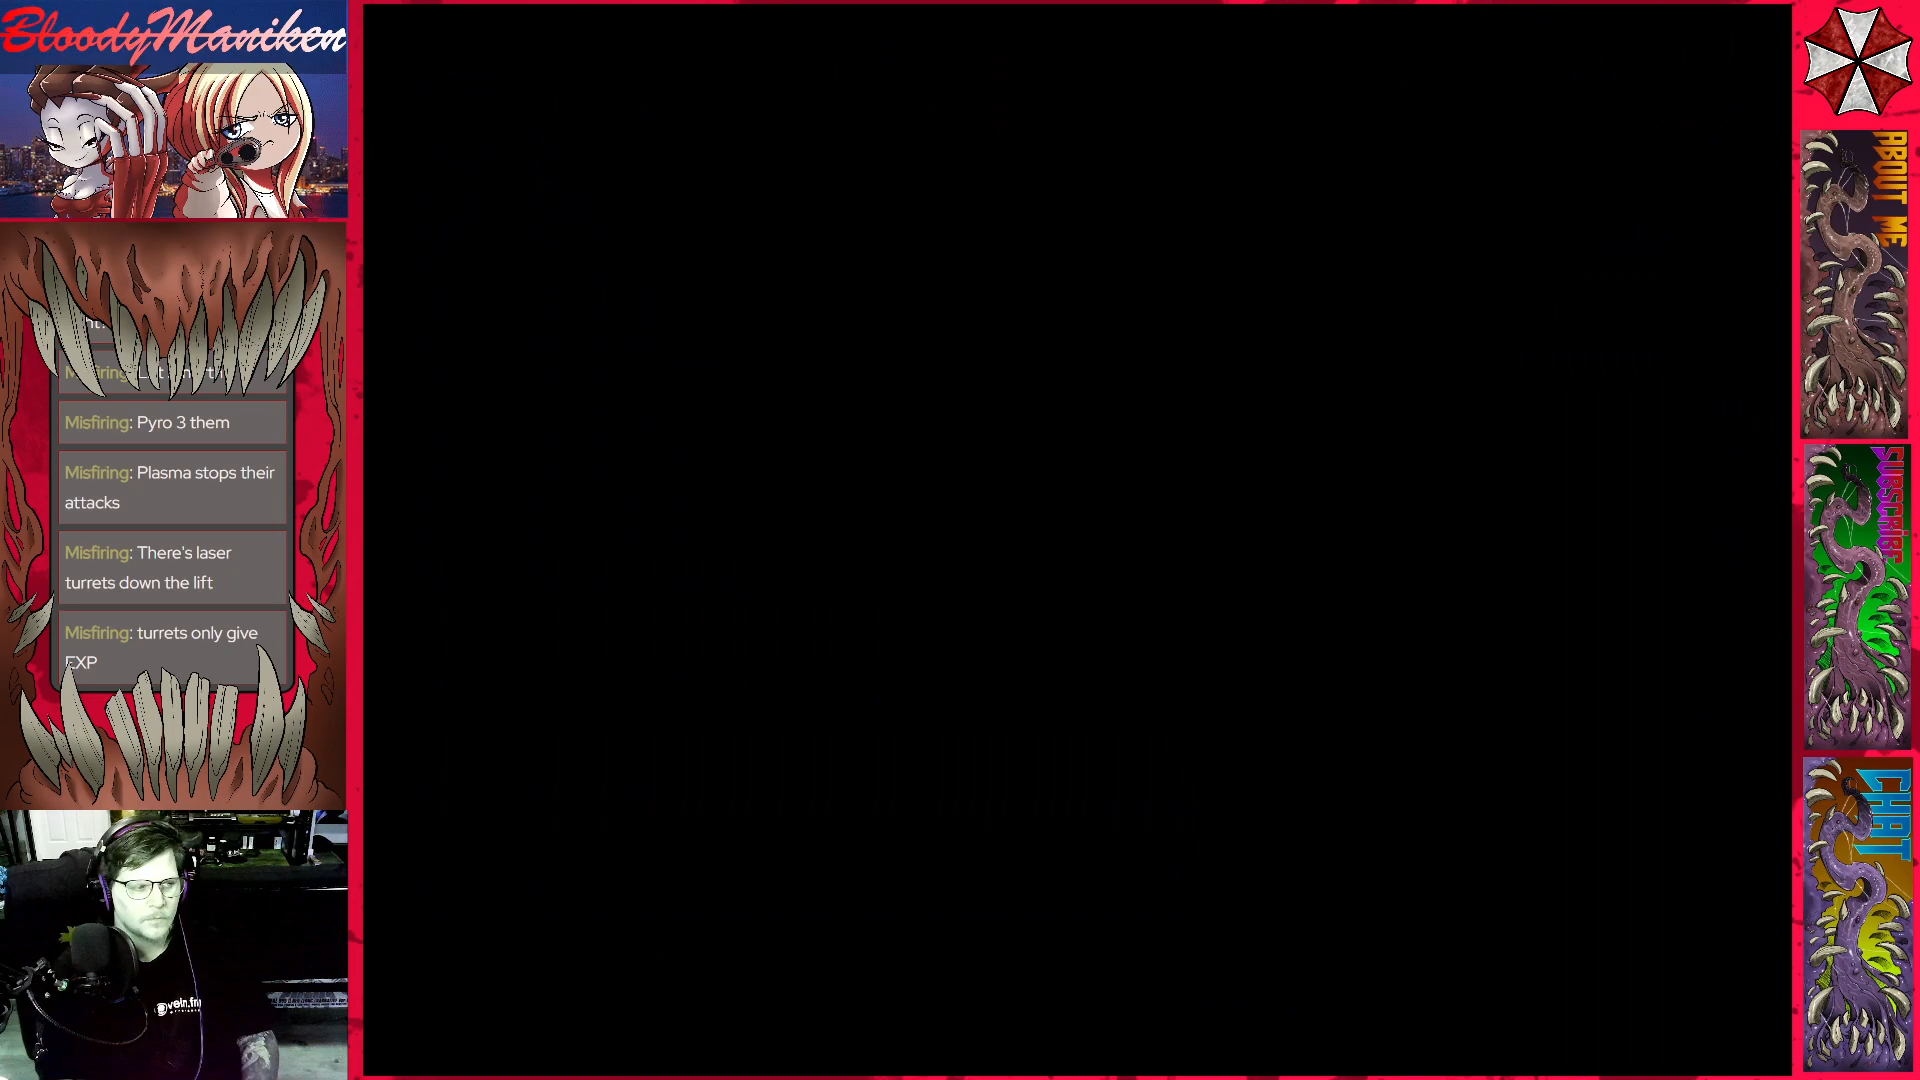 BloodyManiken
Misfiring: Pyro 3 them
Misfiring: Plasma stops their
attacks
Misfiring: There's laser
turrets down the lift
Misfiring: turrets only give
EXP
ABOUT ME
SUBSCRIBE
CHAT